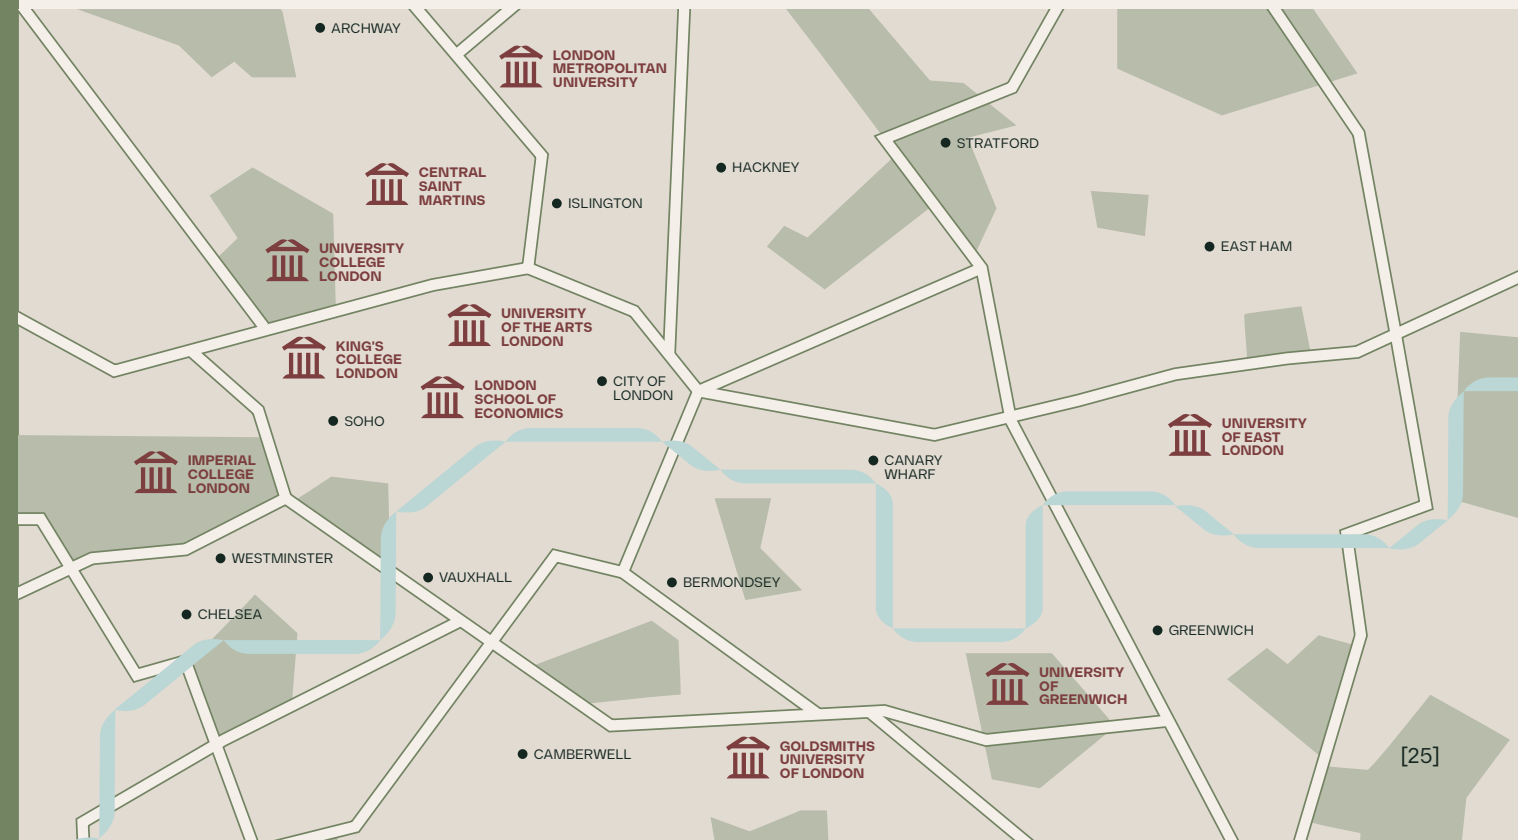 ARCHWAY
LONDON
METROPOLITAN
UNIVERSITY
STRATFORD
HACKNEY
CENTRAL
SAINT
MARTINS
ISLINGTON
UNIVERSITY
COLLEGE
LONDON
EAST HAM
UNIVERSITY
OF THE ARTS
LONDON
KING'S
COLLEGE
LONDON
LONDON
SCHOOL OF
ECONOMICS
CITY OF
LONDON
SOHO
UNIVERSITY
OF EAST
LONDON
IMPERIAL
COLLEGE
LONDON
CANARY
WHARF
WESTMINSTER
VAUXHALL
BERMONDSEY
CHELSEA
GREENWICH
UNIVERSITY
OF
GREENWICH
CAMBERWELL
GOLDSMITHS
UNIVERSITY
OF LONDON
[25]